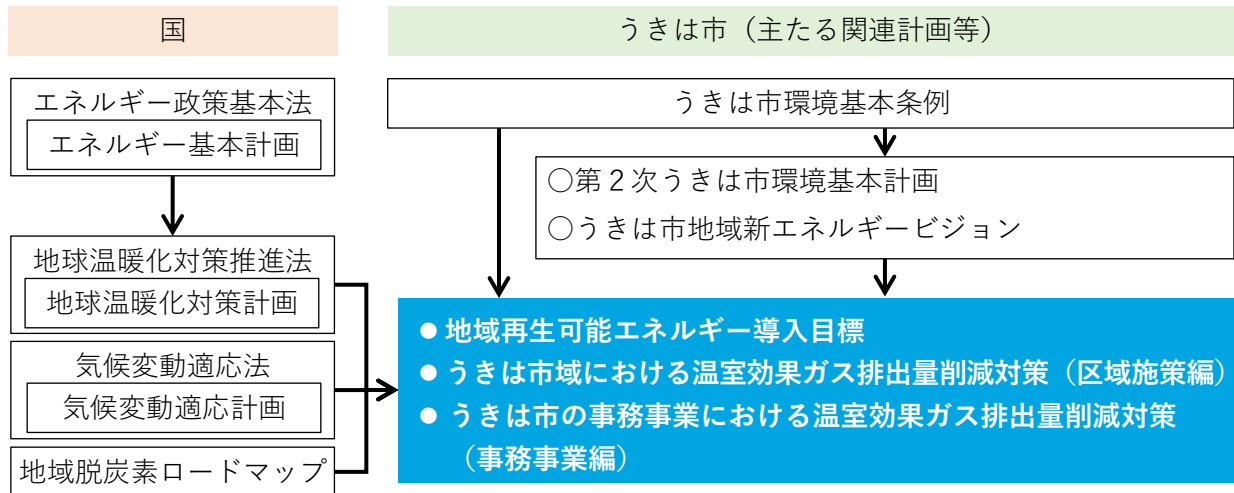 国
うきは市（主たる関連計画等）
エネルギー政策基本法
エネルギー基本計画
地球温暖化対策推進法
地球温暖化対策計画
気候変動適応法
気候変動適応計画
地域脱炭素ロードマップ
うきは市環境基本条例
○第２次うきは市環境基本計画
○うきは市地域新エネルギービジョン
● 地域再生可能エネルギー導入目標
● うきは市域における温室効果ガス排出量削減対策（区域施策編）
● うきは市の事務事業における温室効果ガス排出量削減対策
（事務事業編）